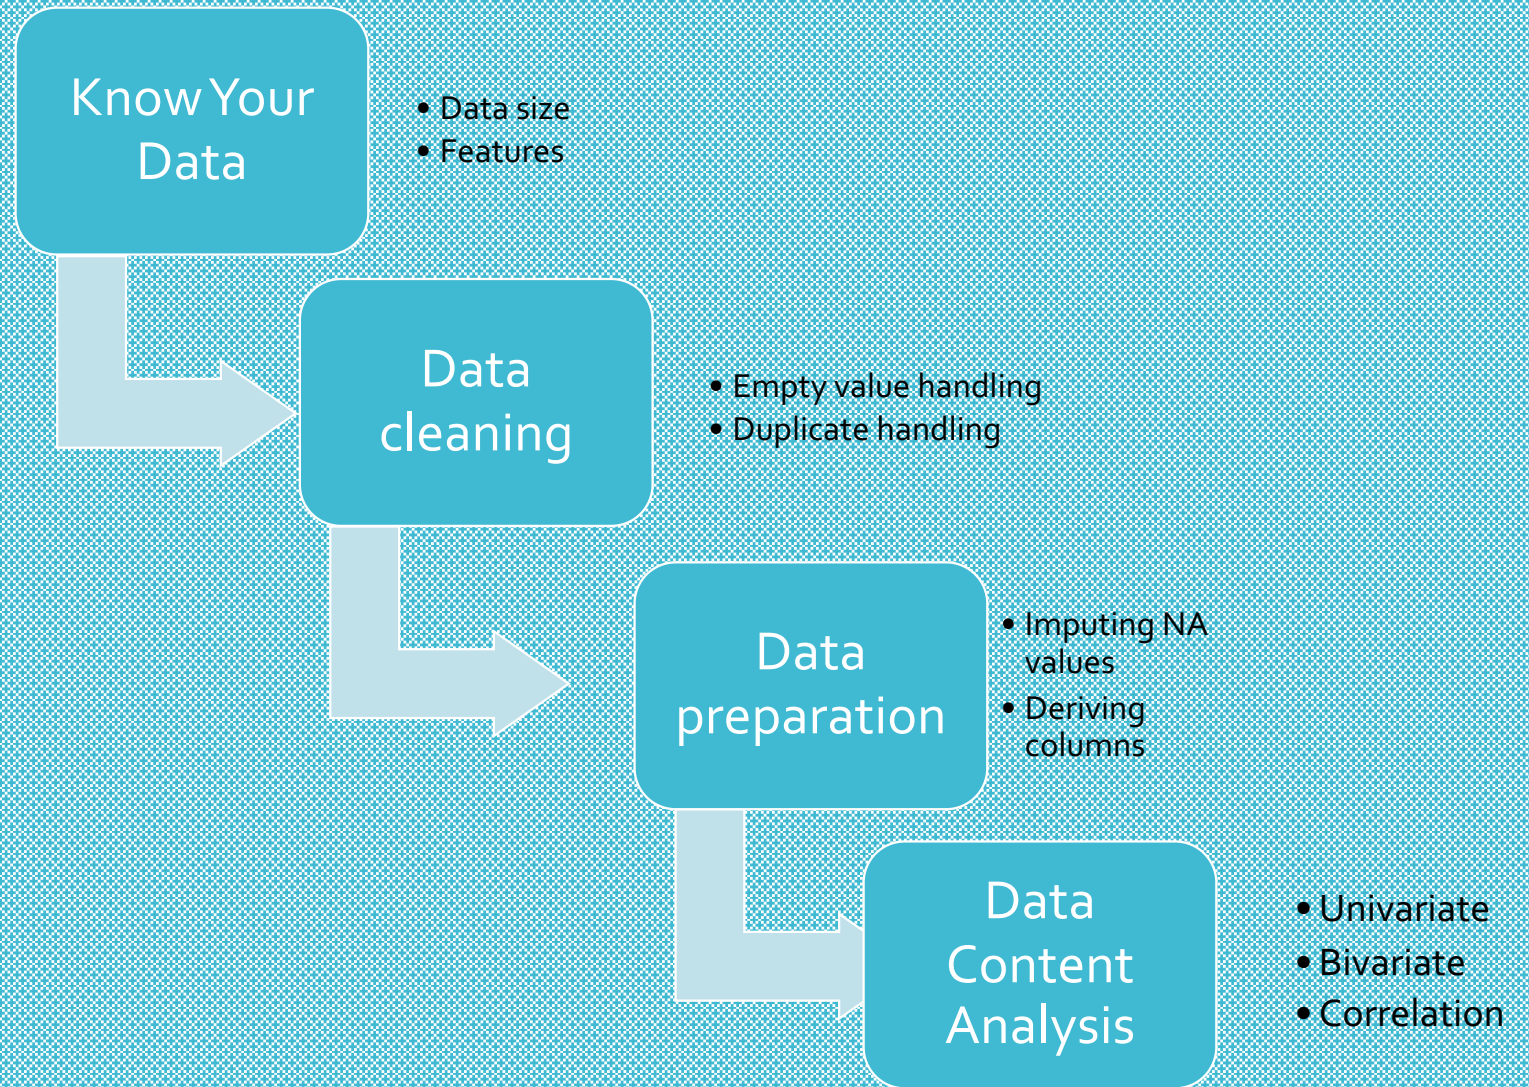 Know Your
Data
• Data size
• Features
Data
cleaning
• Empty value handling
• Duplicate handling
Data
preparation
• Imputing NA
values
• Deriving
columns
Data
Content
Analysis
• Univariate
• Bivariate
• Correlation